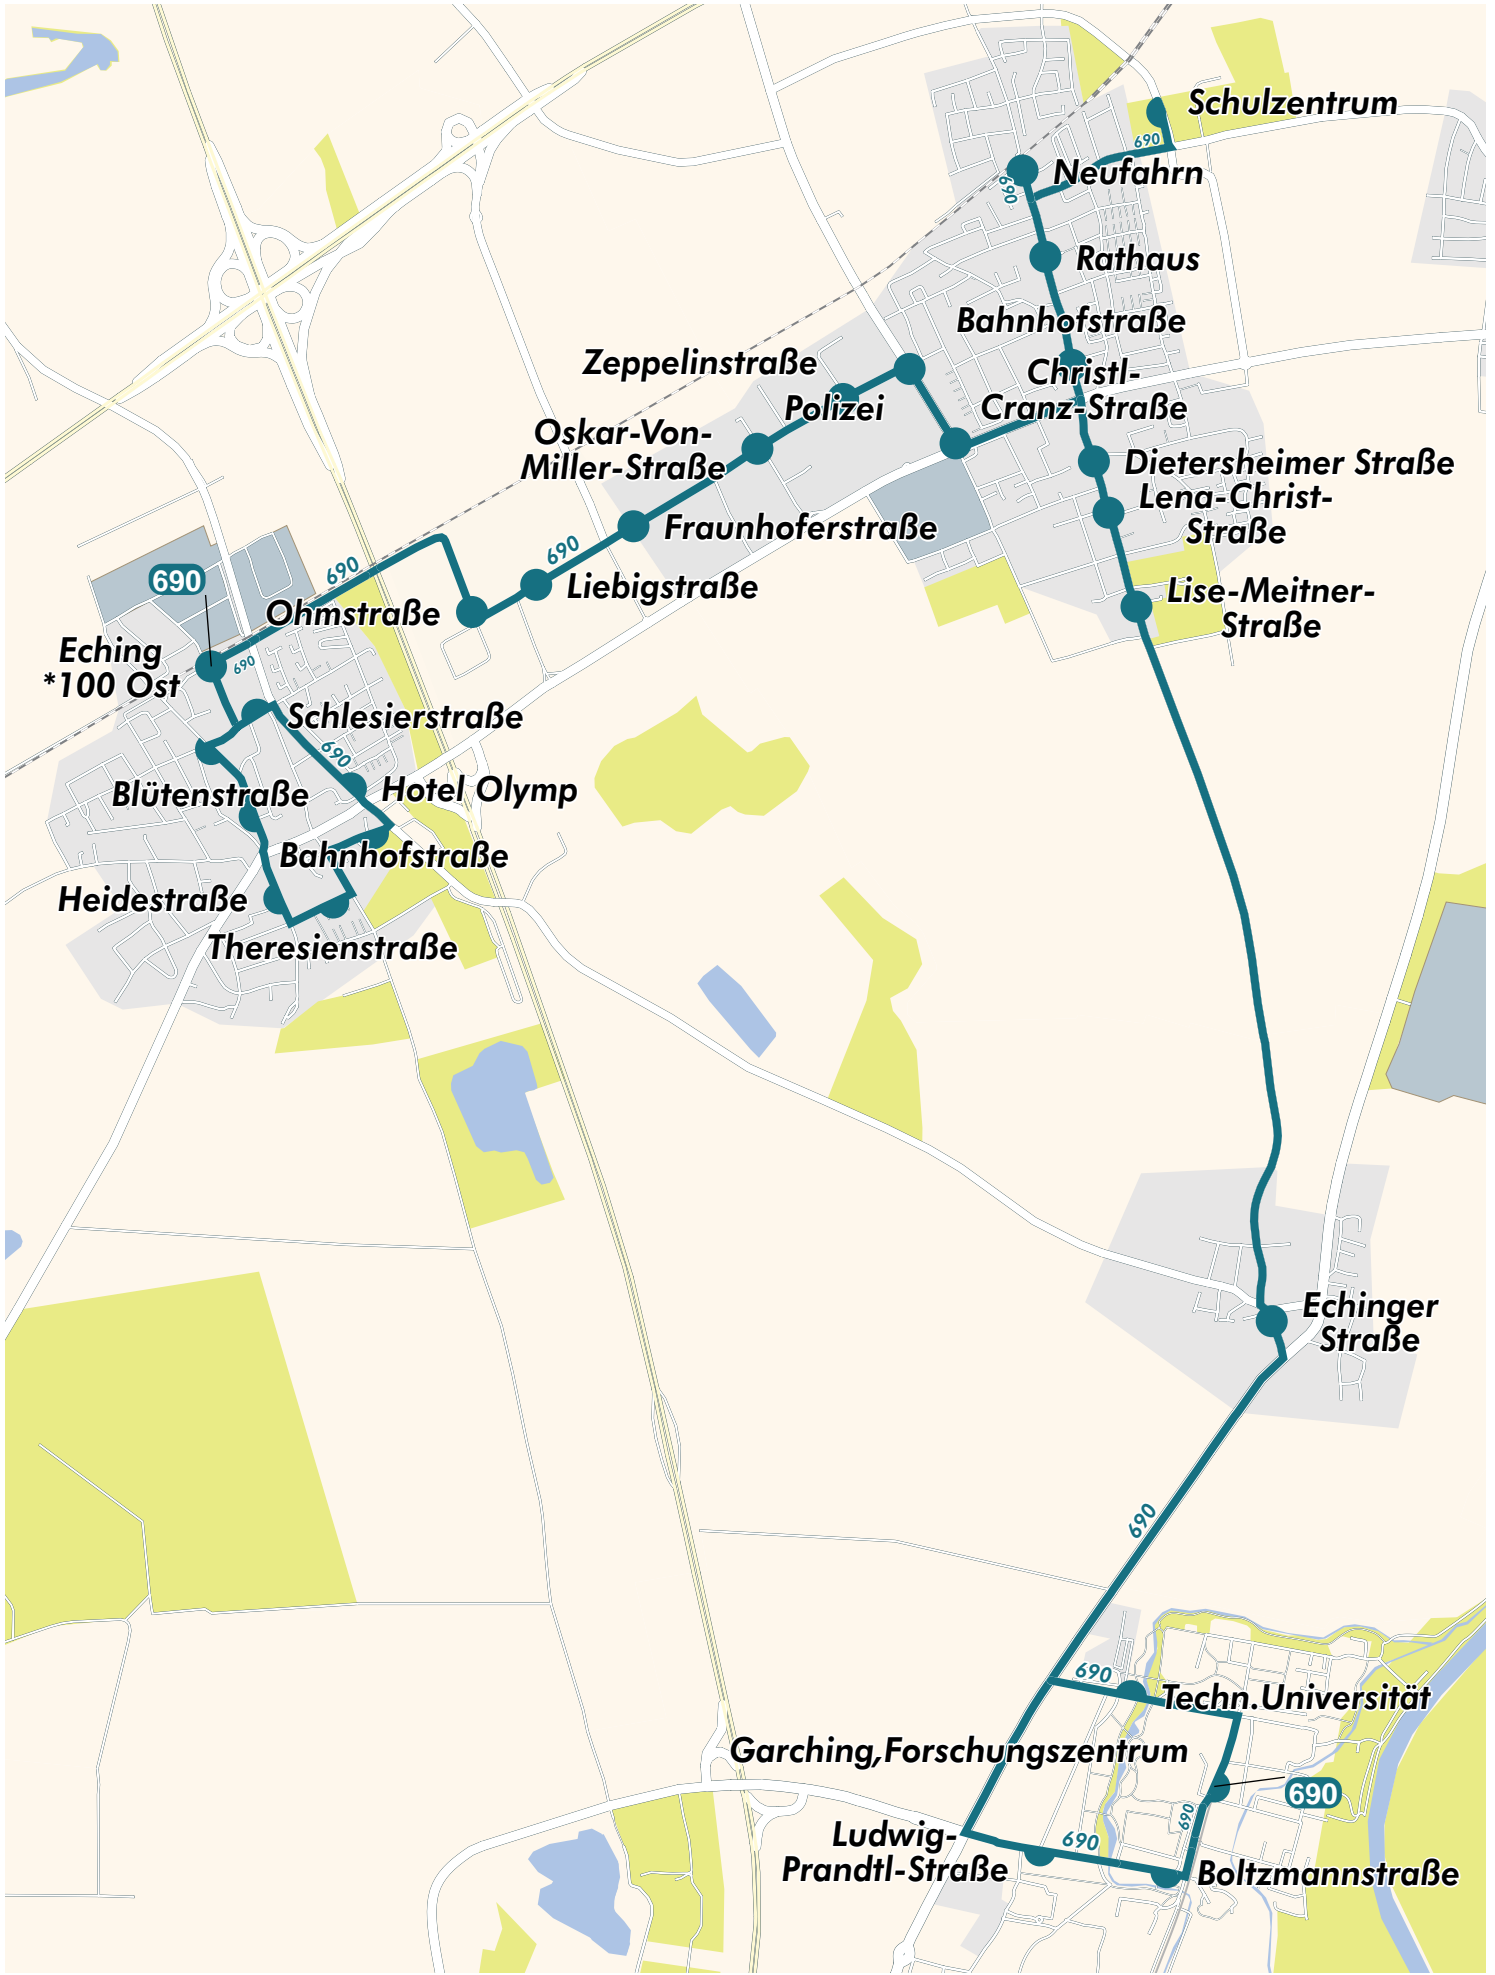 Schulzentrum
690
Neufahrn
690
Rathaus
Bahnhofstraße
Zeppelinstraße
Christl-
Cranz-Straße
Polizei
Oskar-Von-
Miller-Straße
Dietersheimer Straße
Lena-Christ-
Straße
Fraunhoferstraße
690
690
690
Liebigstraße
Lise-Meitner-
Straße
Ohmstraße
Eching
*100 Ost
690
Schlesierstraße
690
Hotel Olymp
Blütenstraße
Bahnhofstraße
Heidestraße
Theresienstraße
Echinger
Straße
690
690
Techn.Universität
Garching,Forschungszentrum
690
690
Ludwig-
Prandtl-Straße
690
Boltzmannstraße